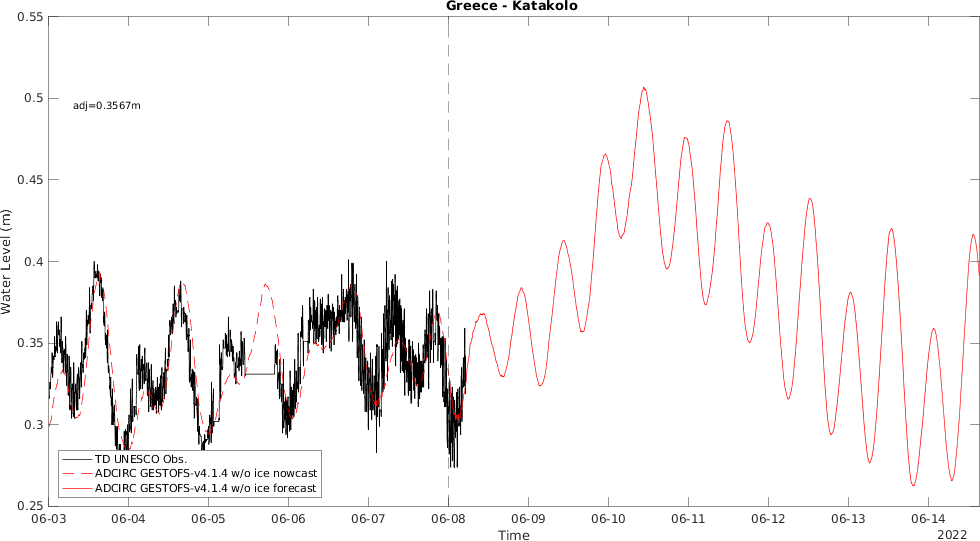 Greece - Katakolo
0.55
0.5
0.45
0.4
0.35
0.3
0.25
Water Level (m)
adj=0.3567m
TD UNESCO Obs.
ADCIRC GESTOFS-v4.1.4 w/o ice nowcast
ADCIRC GESTOFS-v4.1.4 w/o ice forecast
06-03 06-04 06-05 06-06 06-07 06-08 06-09 06-10 06-11 06-12 06-13 06-14
Time
2022